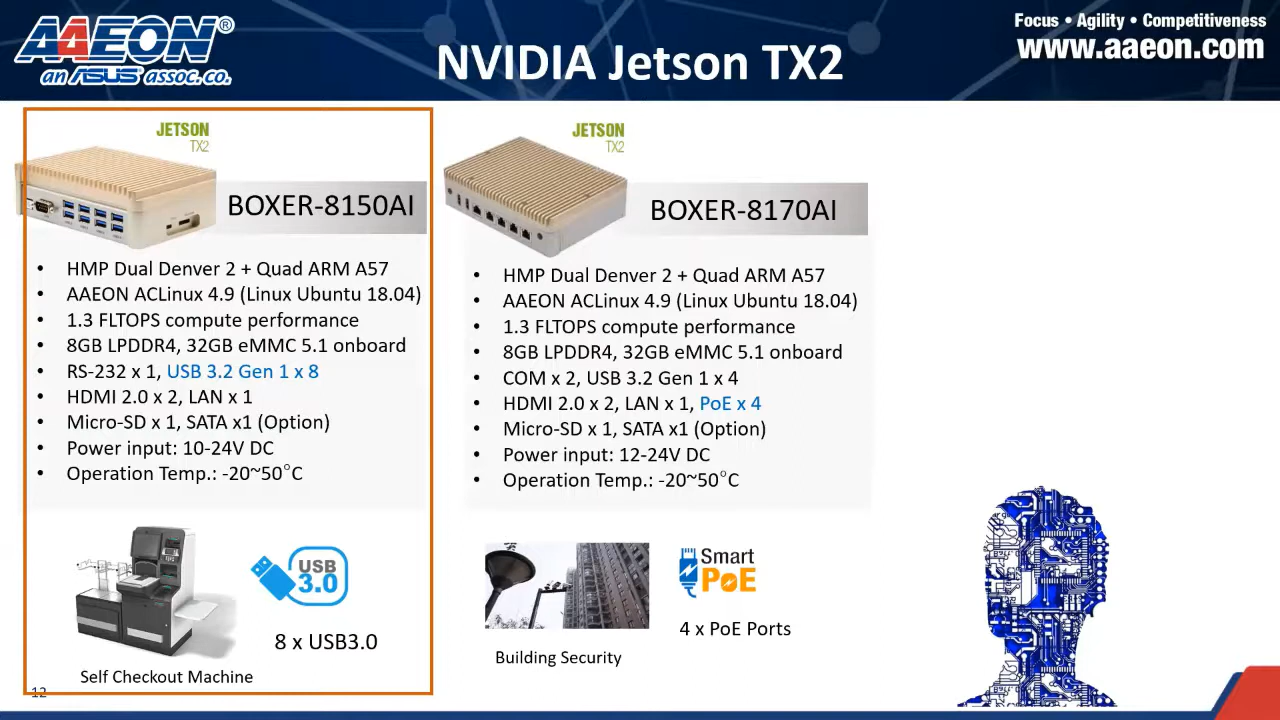 AAEON®
an ASUS assoc. co.
NVIDIA Jetson TX2
Focus • Agility • Competitiveness
www.aaeon.com
JETSON
TX2
BOXER-8150AI
• HMP Dual Denver 2 + Quad ARM A57
• AAEON ACLinux 4.9 (Linux Ubuntu 18.04)
• 1.3 FLTOPS compute performance
• 8GB LPDDR4, 32GB eMMC 5.1 onboard
• RS-232 x 1, USB 3.2 Gen 1 x 8
• HDMI 2.0 x 2, LAN x 1
• Micro-SD x 1, SATA x1 (Option)
• Power input: 10-24V DC
• Operation Temp.: -20~50°C
USB
3.0
8 x USB3.0
Self Checkout Machine
JETSON
TX2
BOXER-8170AI
• HMP Dual Denver 2 + Quad ARM A57
• AAEON ACLinux 4.9 (Linux Ubuntu 18.04)
• 1.3 FLTOPS compute performance
• 8GB LPDDR4, 32GB eMMC 5.1 onboard
• COM x 2, USB 3.2 Gen 1 x 4
• HDMI 2.0 x 2, LAN x 1, PoE x 4
• Micro-SD x 1, SATA x1 (Option)
• Power input: 12-24V DC
• Operation Temp.: -20~50°C
Smart
PoE
4 x PoE Ports
Building Security
12